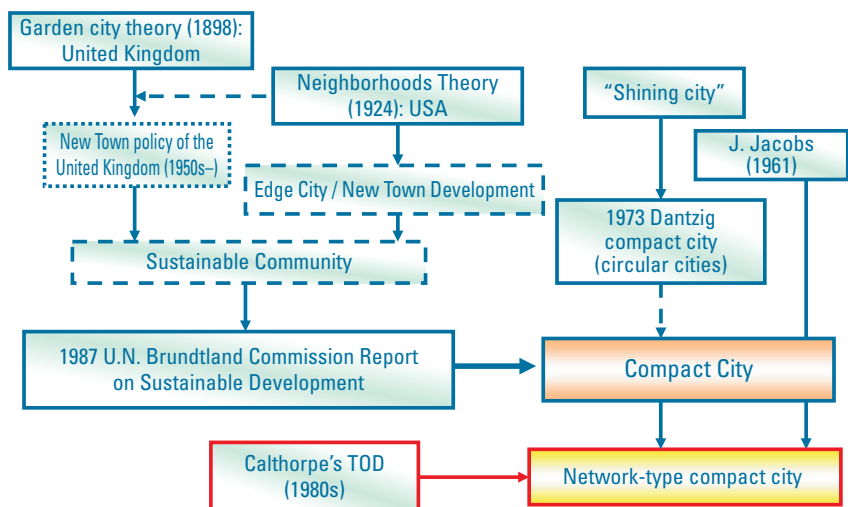 Garden city theory (1898):
United Kingdom
Neighborhoods Theory
(1924): USA
“Shining city”
New Town policy of the
United Kingdom (1950s–)
J. Jacobs
(1961)
Edge City / New Town Development
1973 Dantzig
compact city
(circular cities)
Sustainable Community
1987 U.N. Brundtland Commission Report
on Sustainable Development
Compact City
Calthorpe’s TOD
(1980s)
Network-type compact city